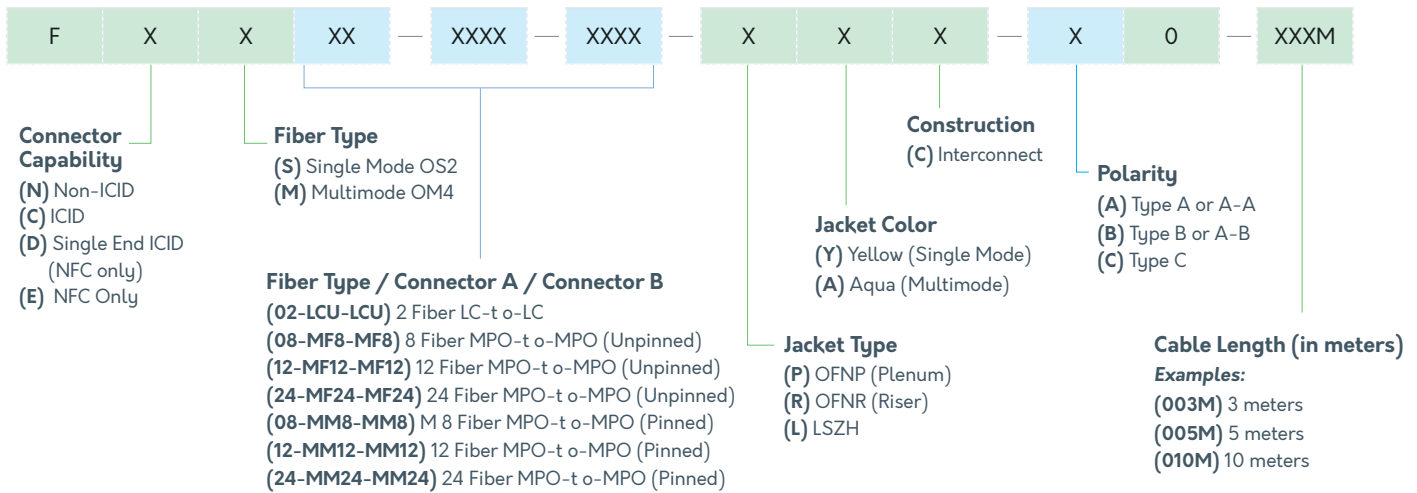 F X X XX — XXXX — XXXX — X X X — X 0 — XXXM
Connector
Capability
(N) Non-ICID
(C) ICID
(D) Single End ICID
(NFC only)
(E) NFC Only
Fiber Type
(S) Single Mode OS2
(M) Multimode OM4
Fiber Type / Connector A / Connector B
(02-LCU-LCU) 2 Fiber LC-t o-LC
(08-MF8-MF8) 8 Fiber MPO-t o-MPO (Unpinned)
(12-MF12-MF12) 12 Fiber MPO-t o-MPO (Unpinned)
(24-MF24-MF24) 24 Fiber MPO-t o-MPO (Unpinned)
(08-MM8-MM8) M 8 Fiber MPO-t o-MPO (Pinned)
(12-MM12-MM12) 12 Fiber MPO-t o-MPO (Pinned)
(24-MM24-MM24) 24 Fiber MPO-t o-MPO (Pinned)
Jacket Type
(P) OFNP (Plenum)
(R) OFNR (Riser)
(L) LSZH
Jacket Color
(Y) Yellow (Single Mode)
(A) Aqua (Multimode)
Construction
(C) Interconnect
Polarity
(A) Type A or A-A
(B) Type B or A-B
(C) Type C
Cable Length (in meters)
Examples:
(003M) 3 meters
(005M) 5 meters
(010M) 10 meters